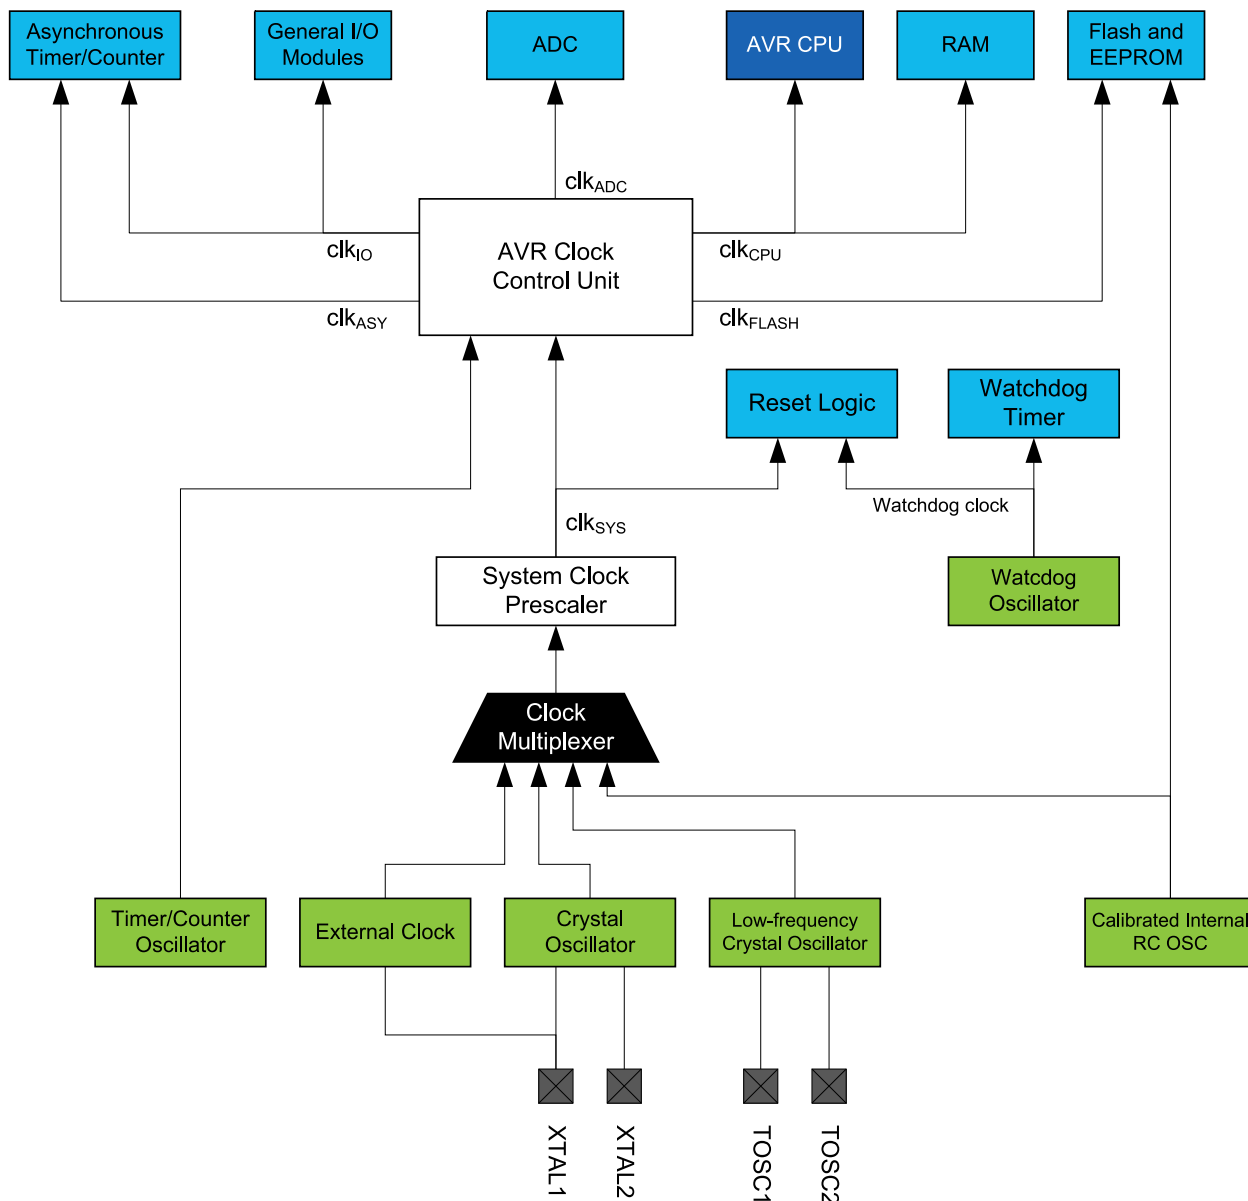 Asynchronous
Timer/Counter
General I/O
Modules
ADC
AVR CPU
RAM
Flash and
EEPROM
clkADC
clkIO
clkASY
AVR Clock
Control Unit
clkCPU
clkFLASH
Reset Logic
Watchdog
Timer
Watchdog clock
clkSYS
System Clock
Prescaler
Watcdog
Oscillator
Clock
Multiplexer
Timer/Counter
Oscillator
External Clock
Crystal
Oscillator
Low-frequency
Crystal Oscillator
Calibrated Internal
RC OSC
XTAL1
XTAL2
TOSC1
TOSC2